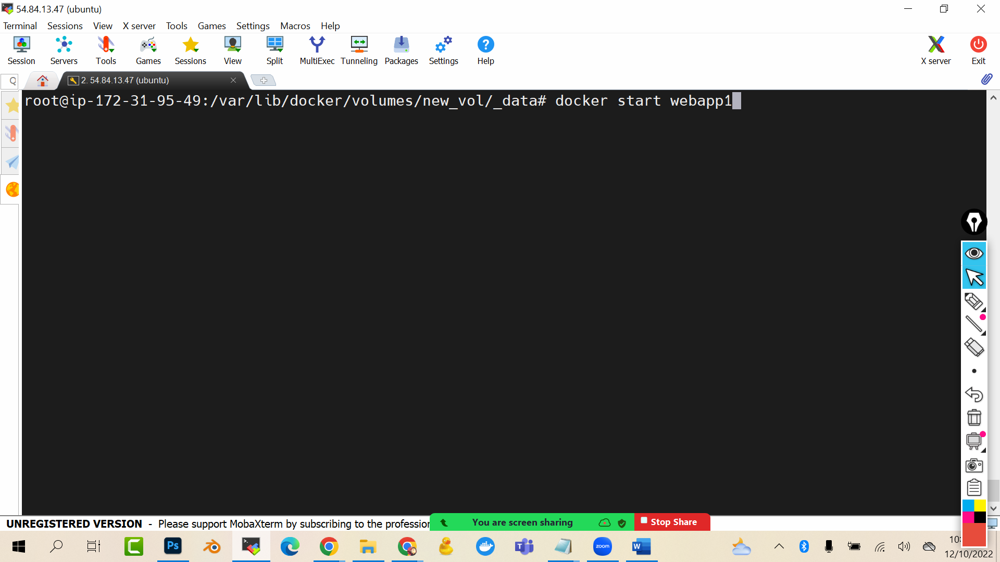 54.84.13.47 (ubuntu)
Terminal Sessions View X server Tools Games Settings Macros Help
Session Servers Tools Games Sessions View Split MultiExec Tunneling Packages Settings Help X server Exit
2. 54.84.13.47 (ubuntu)
root@ip-172-31-95-49:/var/lib/docker/volumes/new_vol/_data# docker start webapp1
UNREGISTERED VERSION - Please support MobaXterm by subscribing to the
You are screen sharing
Stop Share
Ps
zoom
W
12/10/2022